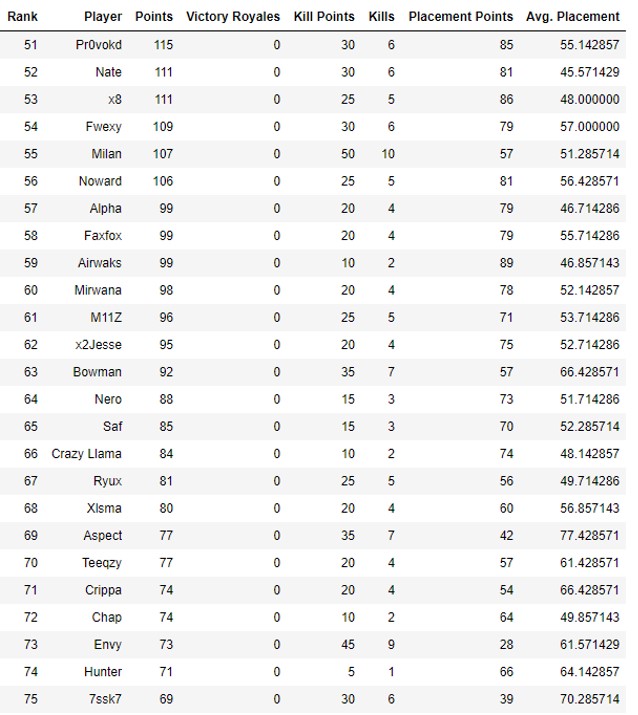 Rank Player Points Victory Royales Kill Points Kills Placement Points Avg. Placement
51 Pr0vokd 115 0 30 6 85 55.142857
52 Nate 111 0 30 6 81 45.571429
53 x8 111 0 25 5 86 48.000000
54 Fwexy 109 0 30 6 79 57.000000
55 Milan 107 0 50 10 57 51.285714
56 Noward 106 0 25 5 81 56.428571
57 Alpha 99 0 20 4 79 46.714286
58 Faxfox 99 0 20 4 79 55.714286
59 Airwaks 99 0 10 2 89 46.857143
60 Mirwana 98 0 20 4 78 52.142857
61 M11Z 96 0 25 5 71 53.714286
62 x2Jesse 95 0 20 4 75 52.714286
63 Bowman 92 0 35 7 57 66.428571
64 Nero 88 0 15 3 73 51.714286
65 Saf 85 0 15 3 70 52.285714
66 Crazy Llama 84 0 10 2 74 48.142857
67 Ryux 81 0 25 5 56 49.714286
68 Xlsma 80 0 20 4 60 56.857143
69 Aspect 77 0 35 7 42 77.428571
70 Teeqzy 77 0 20 4 57 61.428571
71 Crippa 74 0 20 4 54 66.428571
72 Chap 74 0 10 2 64 49.857143
73 Envy 73 0 45 9 28 61.571429
74 Hunter 71 0 5 1 66 64.142857
75 7ssk7 69 0 30 6 39 70.285714